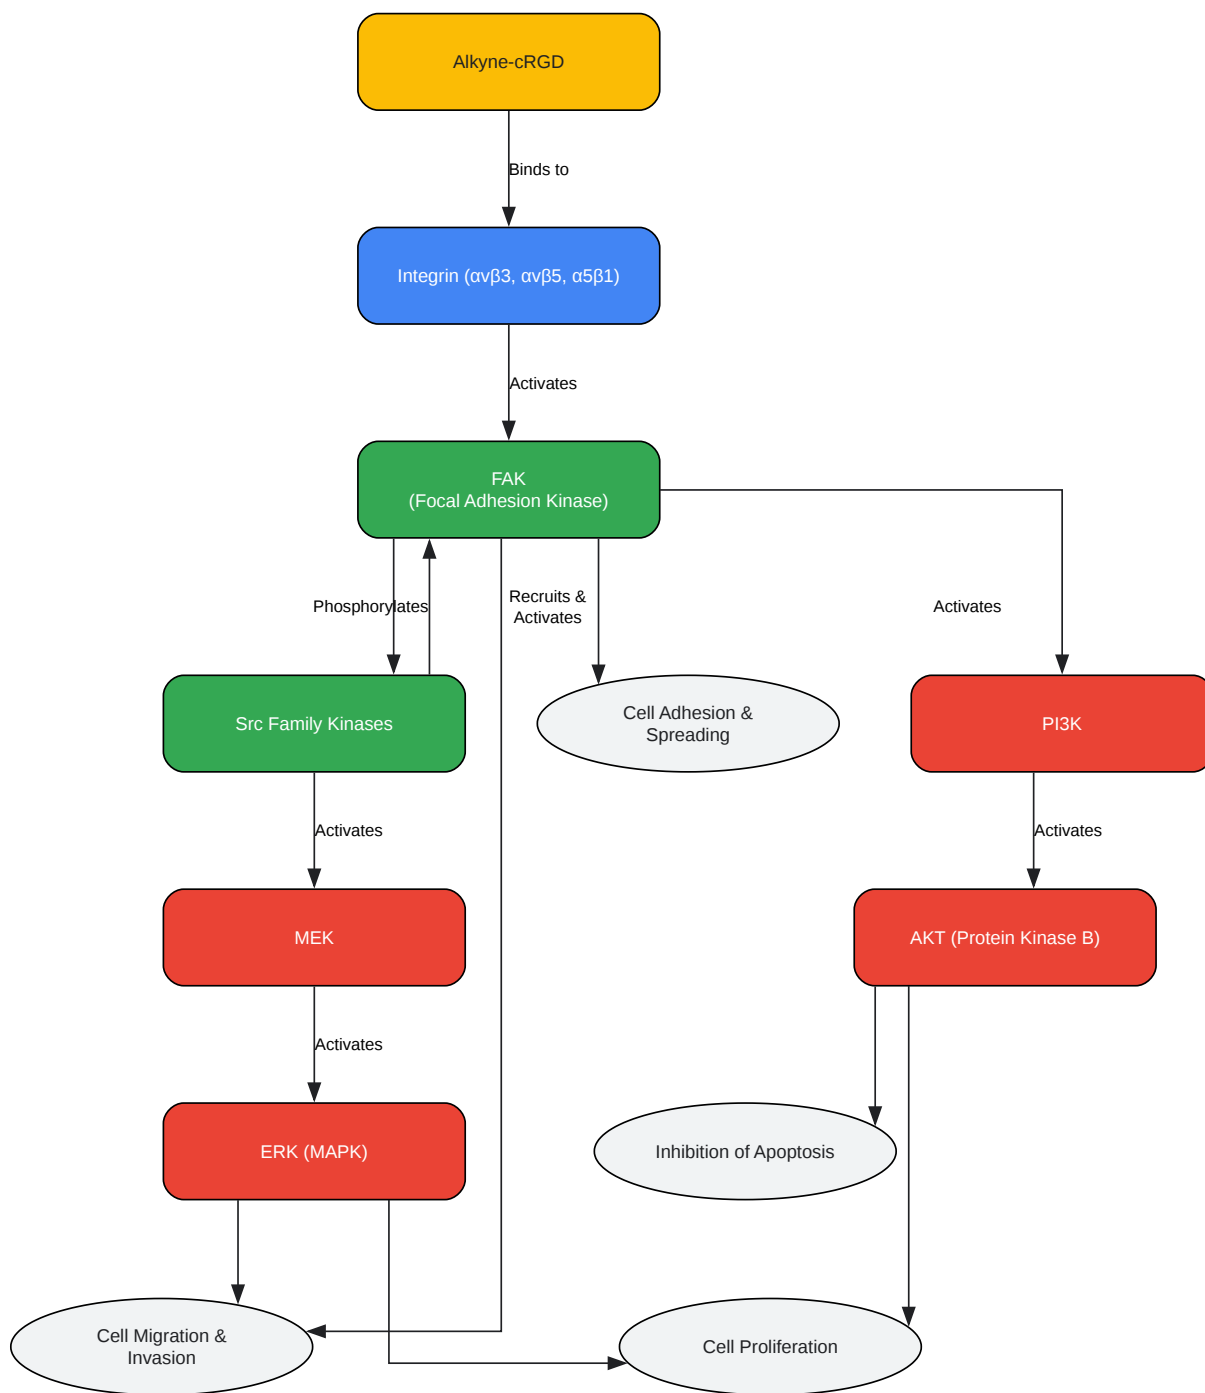 Alkyne-cRGD
Binds to
Integrin (αvβ3, αvβ5, α5β1)
Activates
FAK
(Focal Adhesion Kinase)
Phosphorylates
Recruits &
Activates
Activates
Src Family Kinases
Cell Adhesion &
Spreading
PI3K
Activates
Activates
MEK
AKT (Protein Kinase B)
Activates
ERK (MAPK)
Inhibition of Apoptosis
Cell Migration &
Invasion
Cell Proliferation